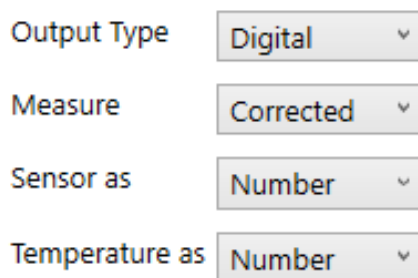 Output Type Digital
Measure Corrected
Sensor as Number
Temperature as Number